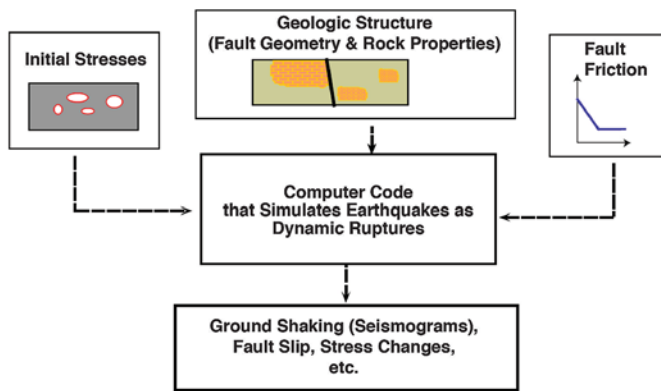 Initial Stresses
Geologic Structure
(Fault Geometry & Rock Properties)
Fault
Friction
Computer Code
that Simulates Earthquakes as
Dynamic Ruptures
Ground Shaking (Seismograms),
Fault Slip, Stress Changes,
etc.